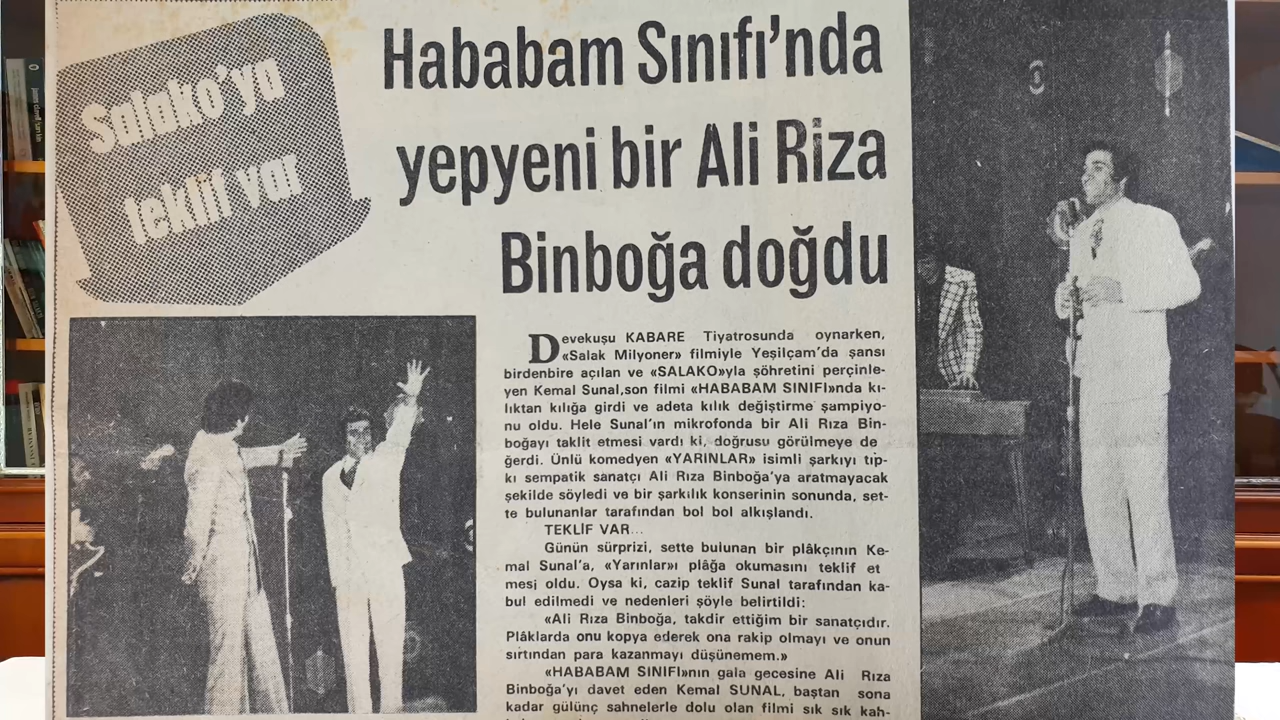 Salako'ya
teklif var
Hababam Sınıfı'nda
yepyeni bir Ali Riza
Binboğa doğdu
Devekuşu KABARE Tiyatrosunda oynarken,
«Salak Milyoner» filmiyle Yeşilçam'da şansı
birdenbire açılan ve «SALAKO»yla şöhretini perçinle-
yen Kemal Sunal,son filmi «HABABAM SINIFI»nda kı-
lıktan kılığa girdi ve adeta kılık değiştirme şampiyo-
nu oldu. Hele Sunal'ın mikrofonda bir Ali Rıza Bin-
boğayı taklit etmesi vardı ki, doğrusu görülmeye de
ğerdi. Ünlü komedyen «YARINLAR» isimli şarkıyı tıp-
kı sempatik sanatçı Ali Rıza Binboğa'ya aratmayacak
şekilde söyledi ve bir şarkılık konserinin sonunda, set-
te bulunanlar tarafından bol bol alkışlandı.
TEKLİF VAR...
Günün sürprizi, sette bulunan bir plâkçının Ke-
mal Sunal'a, «Yarınlar»ı plâğa okumasını teklif et
mesi oldu. Oysa ki, cazip teklif Sunal tarafından ka-
bul edilmedi ve nedenleri şöyle belirtildi:
«Ali Rıza Binboğa, takdir ettiğim bir sanatçıdır.
Plâklarda onu kopya ederek ona rakip olmayı ve onun
sırtından para kazanmayı düşünemem.»
«HABABAM SINIFI»nın gala gecesine Ali Rıza
Binboğa'yı davet eden Kemal SUNAL, baştan sona
kadar gülünç sahnelerle dolu olan filmi sık sık kah-